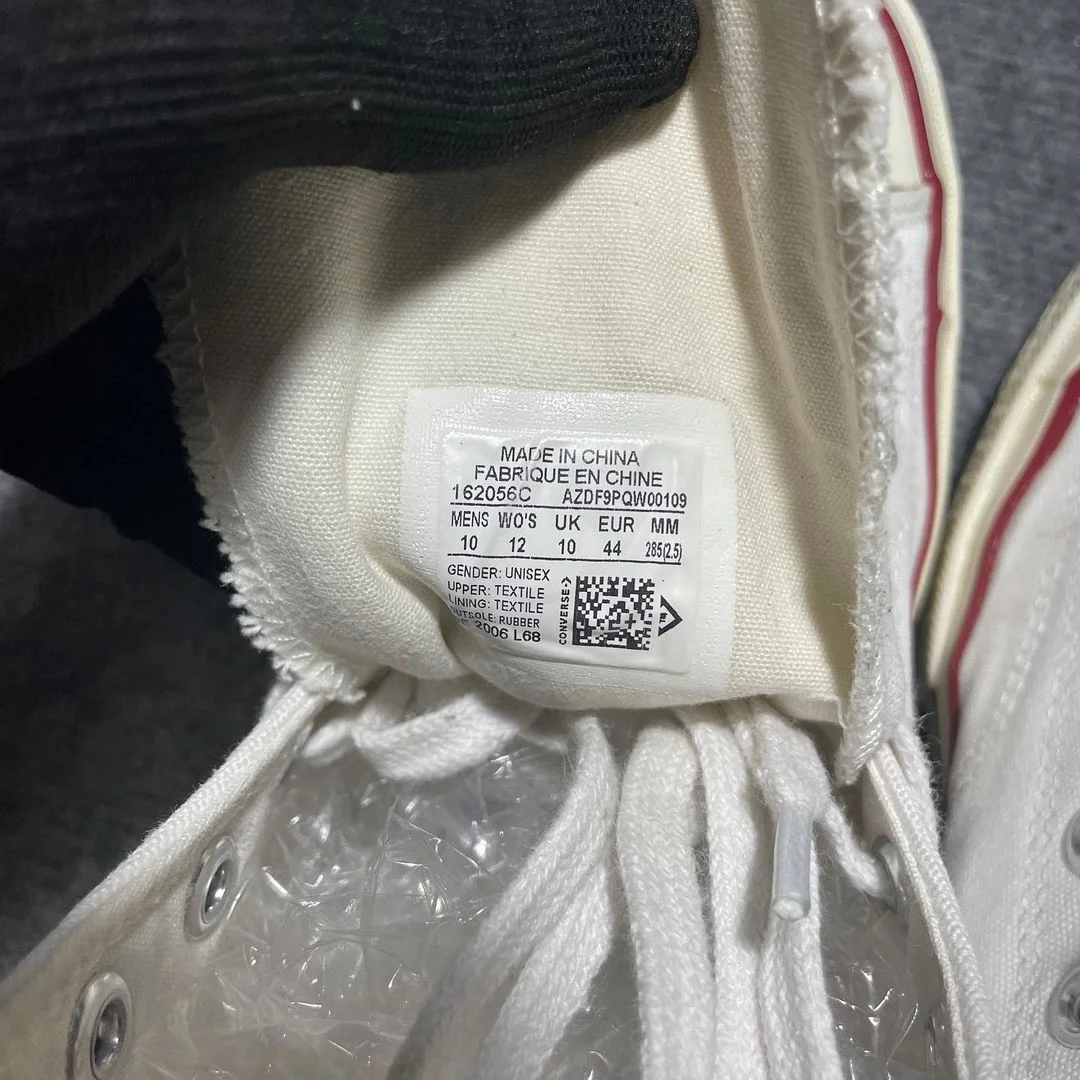 MADE IN CHINA
FABRIQUE EN CHINE
162056C AZDF9PQW00109
MENS WO'S UK EUR MM
10 12 10 44 285(2.5)
GENDER: UNISEX
UPPER: TEXTILE
LINING: TEXTILE
OUTSOLE: RUBBER
2006 L68
CONVERSE